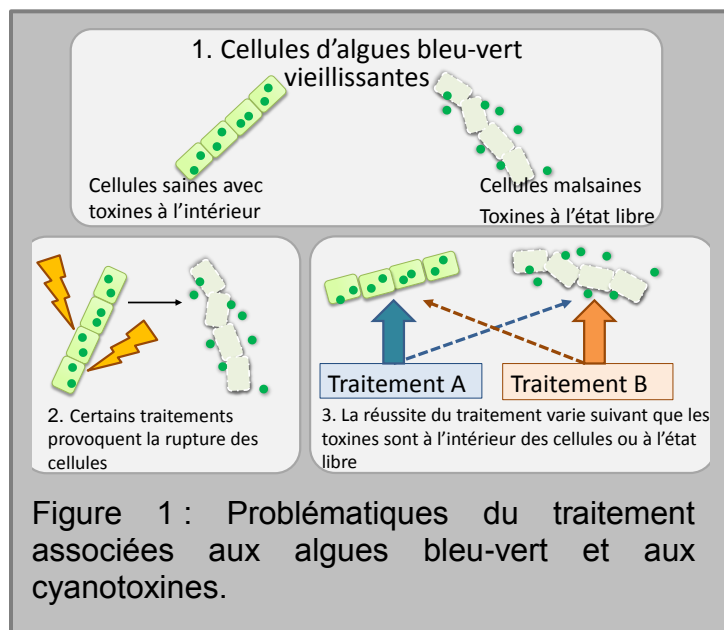 1. Cellules d'algues bleu-vert
vieillissantes
Cellules saines avec
toxines à l'intérieur
Cellules malsaines
Toxines à l'état libre
2. Certains traitements
provoquent la rupture des
cellules
Traitement A
Traitement B
3. La réussite du traitement varie suivant que les
toxines sont à l'intérieur des cellules ou à l'état
libre
Figure 1 : Problématiques du traitement
associées aux algues bleu-vert et aux
cyanotoxines.